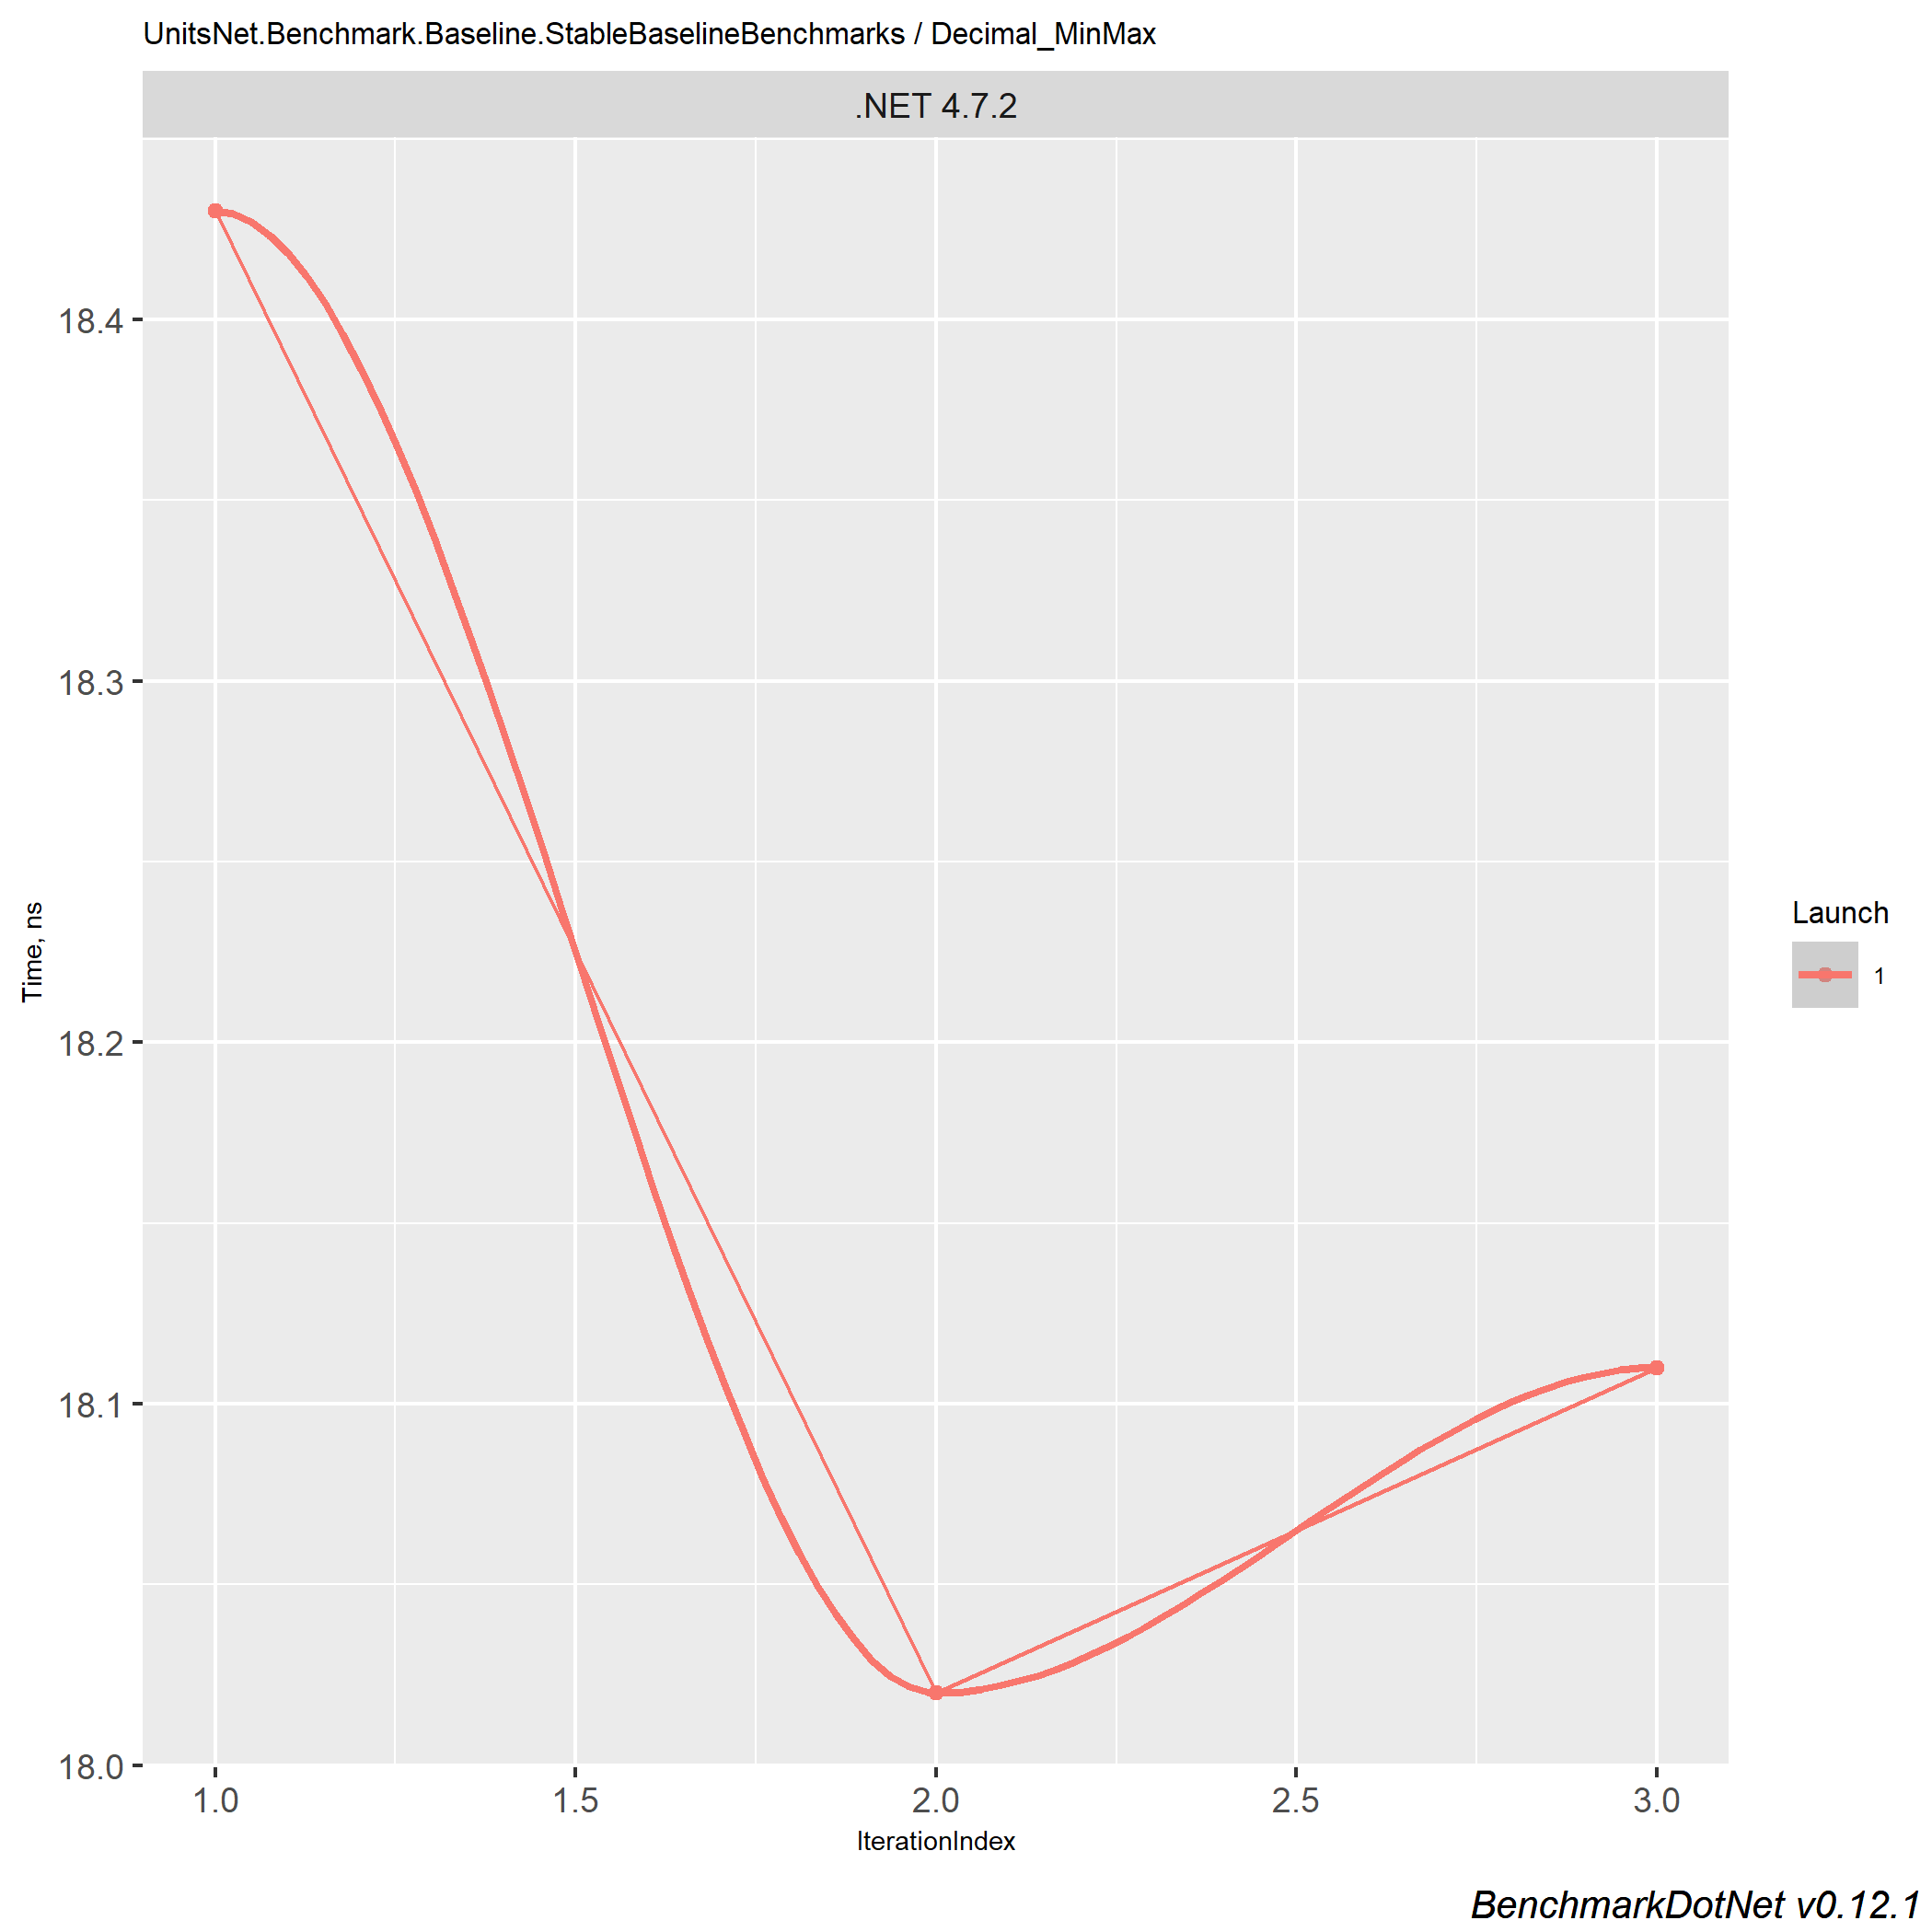 UnitsNet.Benchmark.Baseline.StableBaselineBenchmarks / Decimal_MinMax
.NET 4.7.2
18.4
18.3
18.2
18.1
18.0
Time, ns
1.0 1.5 2.0 2.5 3.0
IterationIndex
Launch
1
BenchmarkDotNet v0.12.1